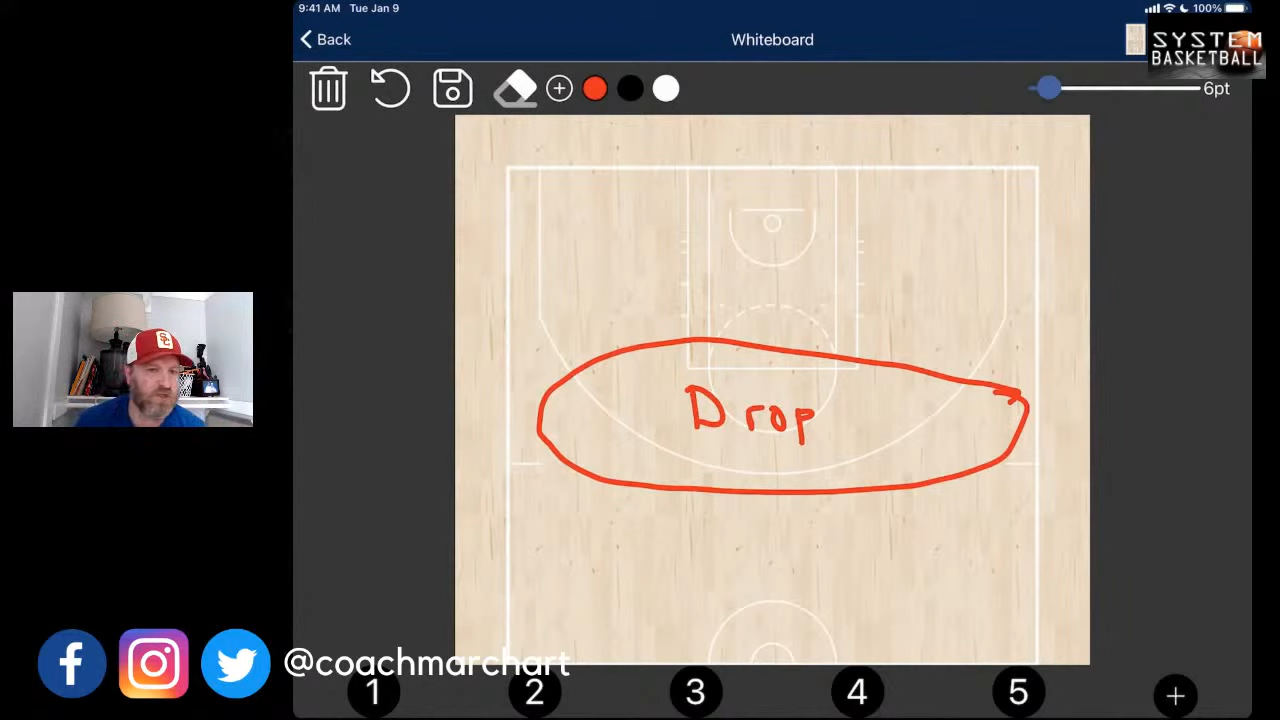 9:41 AM Tue Jan 9
100%
Back
Whiteboard
SYSTEM
BASKETBALL
6pt
Drop
@coachmarchart
1 2 3 4 5 +